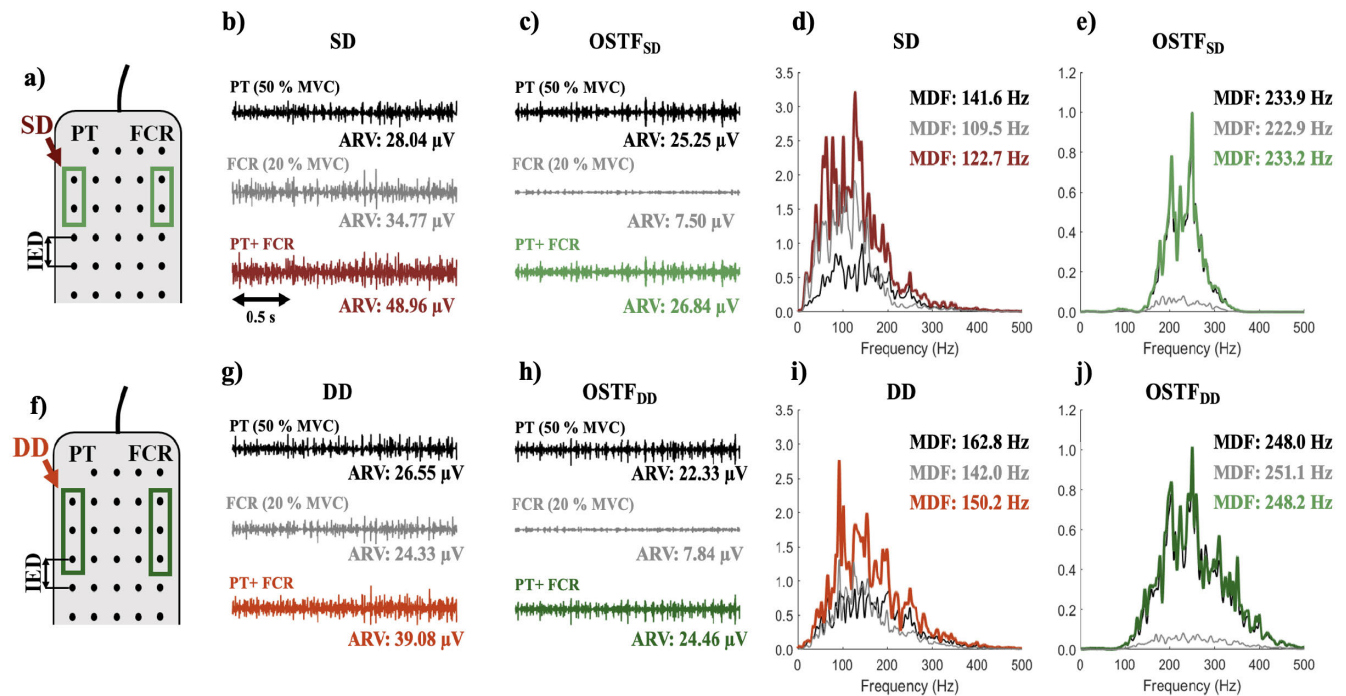 a)
SD
PT FCR
IED
b)
SD
PT (50 % MVC)
ARV: 28.04 µV
FCR (20 % MVC)
ARV: 34.77 µV
PT+ FCR
0.5 s
ARV: 48.96 µV
c)
OSTFSD
PT (50 % MVC)
ARV: 25.25 µV
FCR (20 % MVC)
ARV: 7.50 µV
PT+ FCR
ARV: 26.84 µV
d)
SD
MDF: 141.6 Hz
MDF: 109.5 Hz
MDF: 122.7 Hz
3.5
3.0
2.5
2.0
1.5
1.0
0.5
0.0
0 100 200 300 400 500
Frequency (Hz)
e)
OSTFSD
MDF: 233.9 Hz
MDF: 222.9 Hz
MDF: 233.2 Hz
1.2
1.0
0.8
0.6
0.4
0.2
0.0
0 100 200 300 400 500
Frequency (Hz)
f)
DD
PT FCR
IED
g)
DD
PT (50 % MVC)
ARV: 26.55 µV
FCR (20 % MVC)
ARV: 24.33 µV
PT+ FCR
ARV: 39.08 µV
h)
OSTFDD
PT (50 % MVC)
ARV: 22.33 µV
FCR (20 % MVC)
ARV: 7.84 µV
PT+ FCR
ARV: 24.46 µV
i)
DD
MDF: 162.8 Hz
MDF: 142.0 Hz
MDF: 150.2 Hz
3.5
3.0
2.5
2.0
1.5
1.0
0.5
0.0
0 100 200 300 400 500
Frequency (Hz)
j)
OSTFDD
MDF: 248.0 Hz
MDF: 251.1 Hz
MDF: 248.2 Hz
1.2
1.0
0.8
0.6
0.4
0.2
0.0
0 100 200 300 400 500
Frequency (Hz)